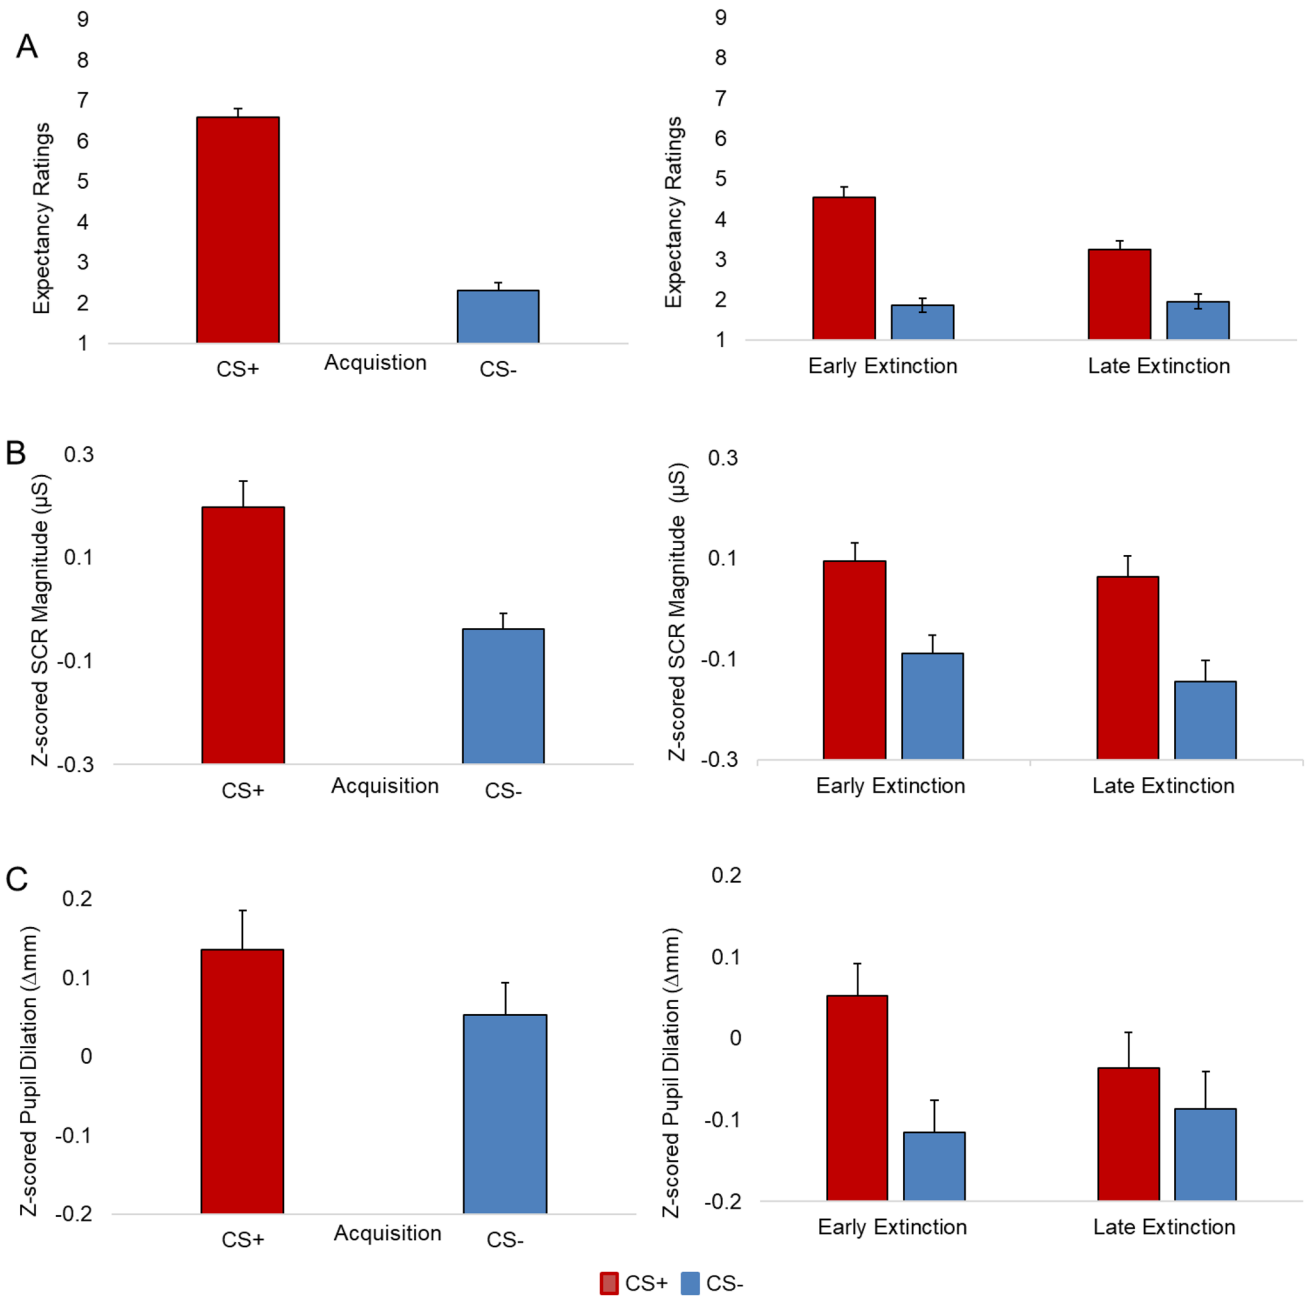 A
Expectancy Ratings
9
8
7
6
5
4
3
2
1
CS+
Acquistion
CS-
Expectancy Ratings
9
8
7
6
5
4
3
2
1
Early Extinction
Late Extinction
B
Z-scored SCR Magnitude (µS)
0.3
0.1
-0.1
-0.3
CS+
Acquisition
CS-
Z-scored SCR Magnitude (µS)
0.3
0.1
-0.1
-0.3
Early Extinction
Late Extinction
C
Z-scored Pupil Dilation (Δmm)
0.2
0.1
0
-0.1
-0.2
CS+
Acquisition
CS-
Z-scored Pupil Dilation (Δmm)
0.2
0.1
0
-0.1
-0.2
Early Extinction
Late Extinction
CS+ CS-